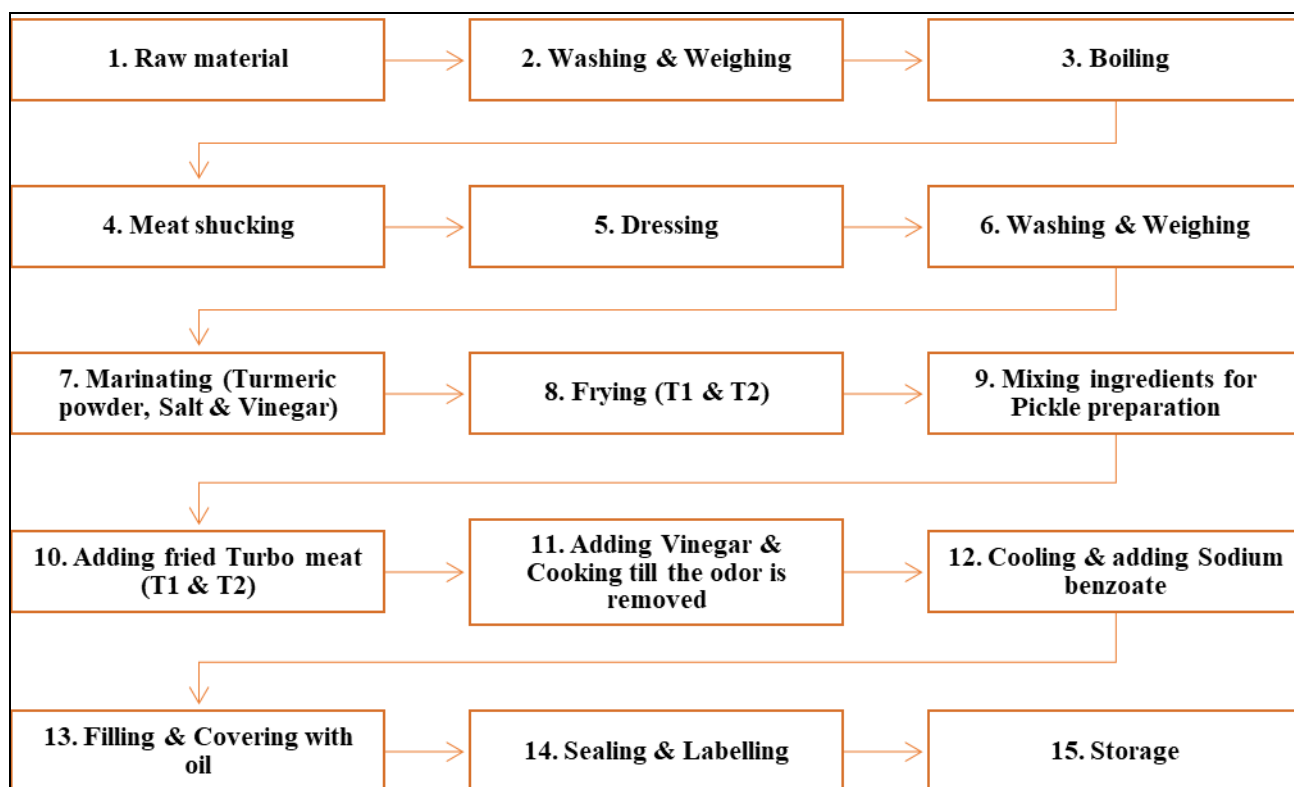 1. Raw material
2. Washing & Weighing
3. Boiling
4. Meat shucking
5. Dressing
6. Washing & Weighing
7. Marinating (Turmeric
powder, Salt & Vinegar)
8. Frying (T1 & T2)
9. Mixing ingredients for
Pickle preparation
10. Adding fried Turbo meat
(T1 & T2)
11. Adding Vinegar &
Cooking till the odor is
removed
12. Cooling & adding Sodium
benzoate
13. Filling & Covering with
oil
14. Sealing & Labelling
15. Storage